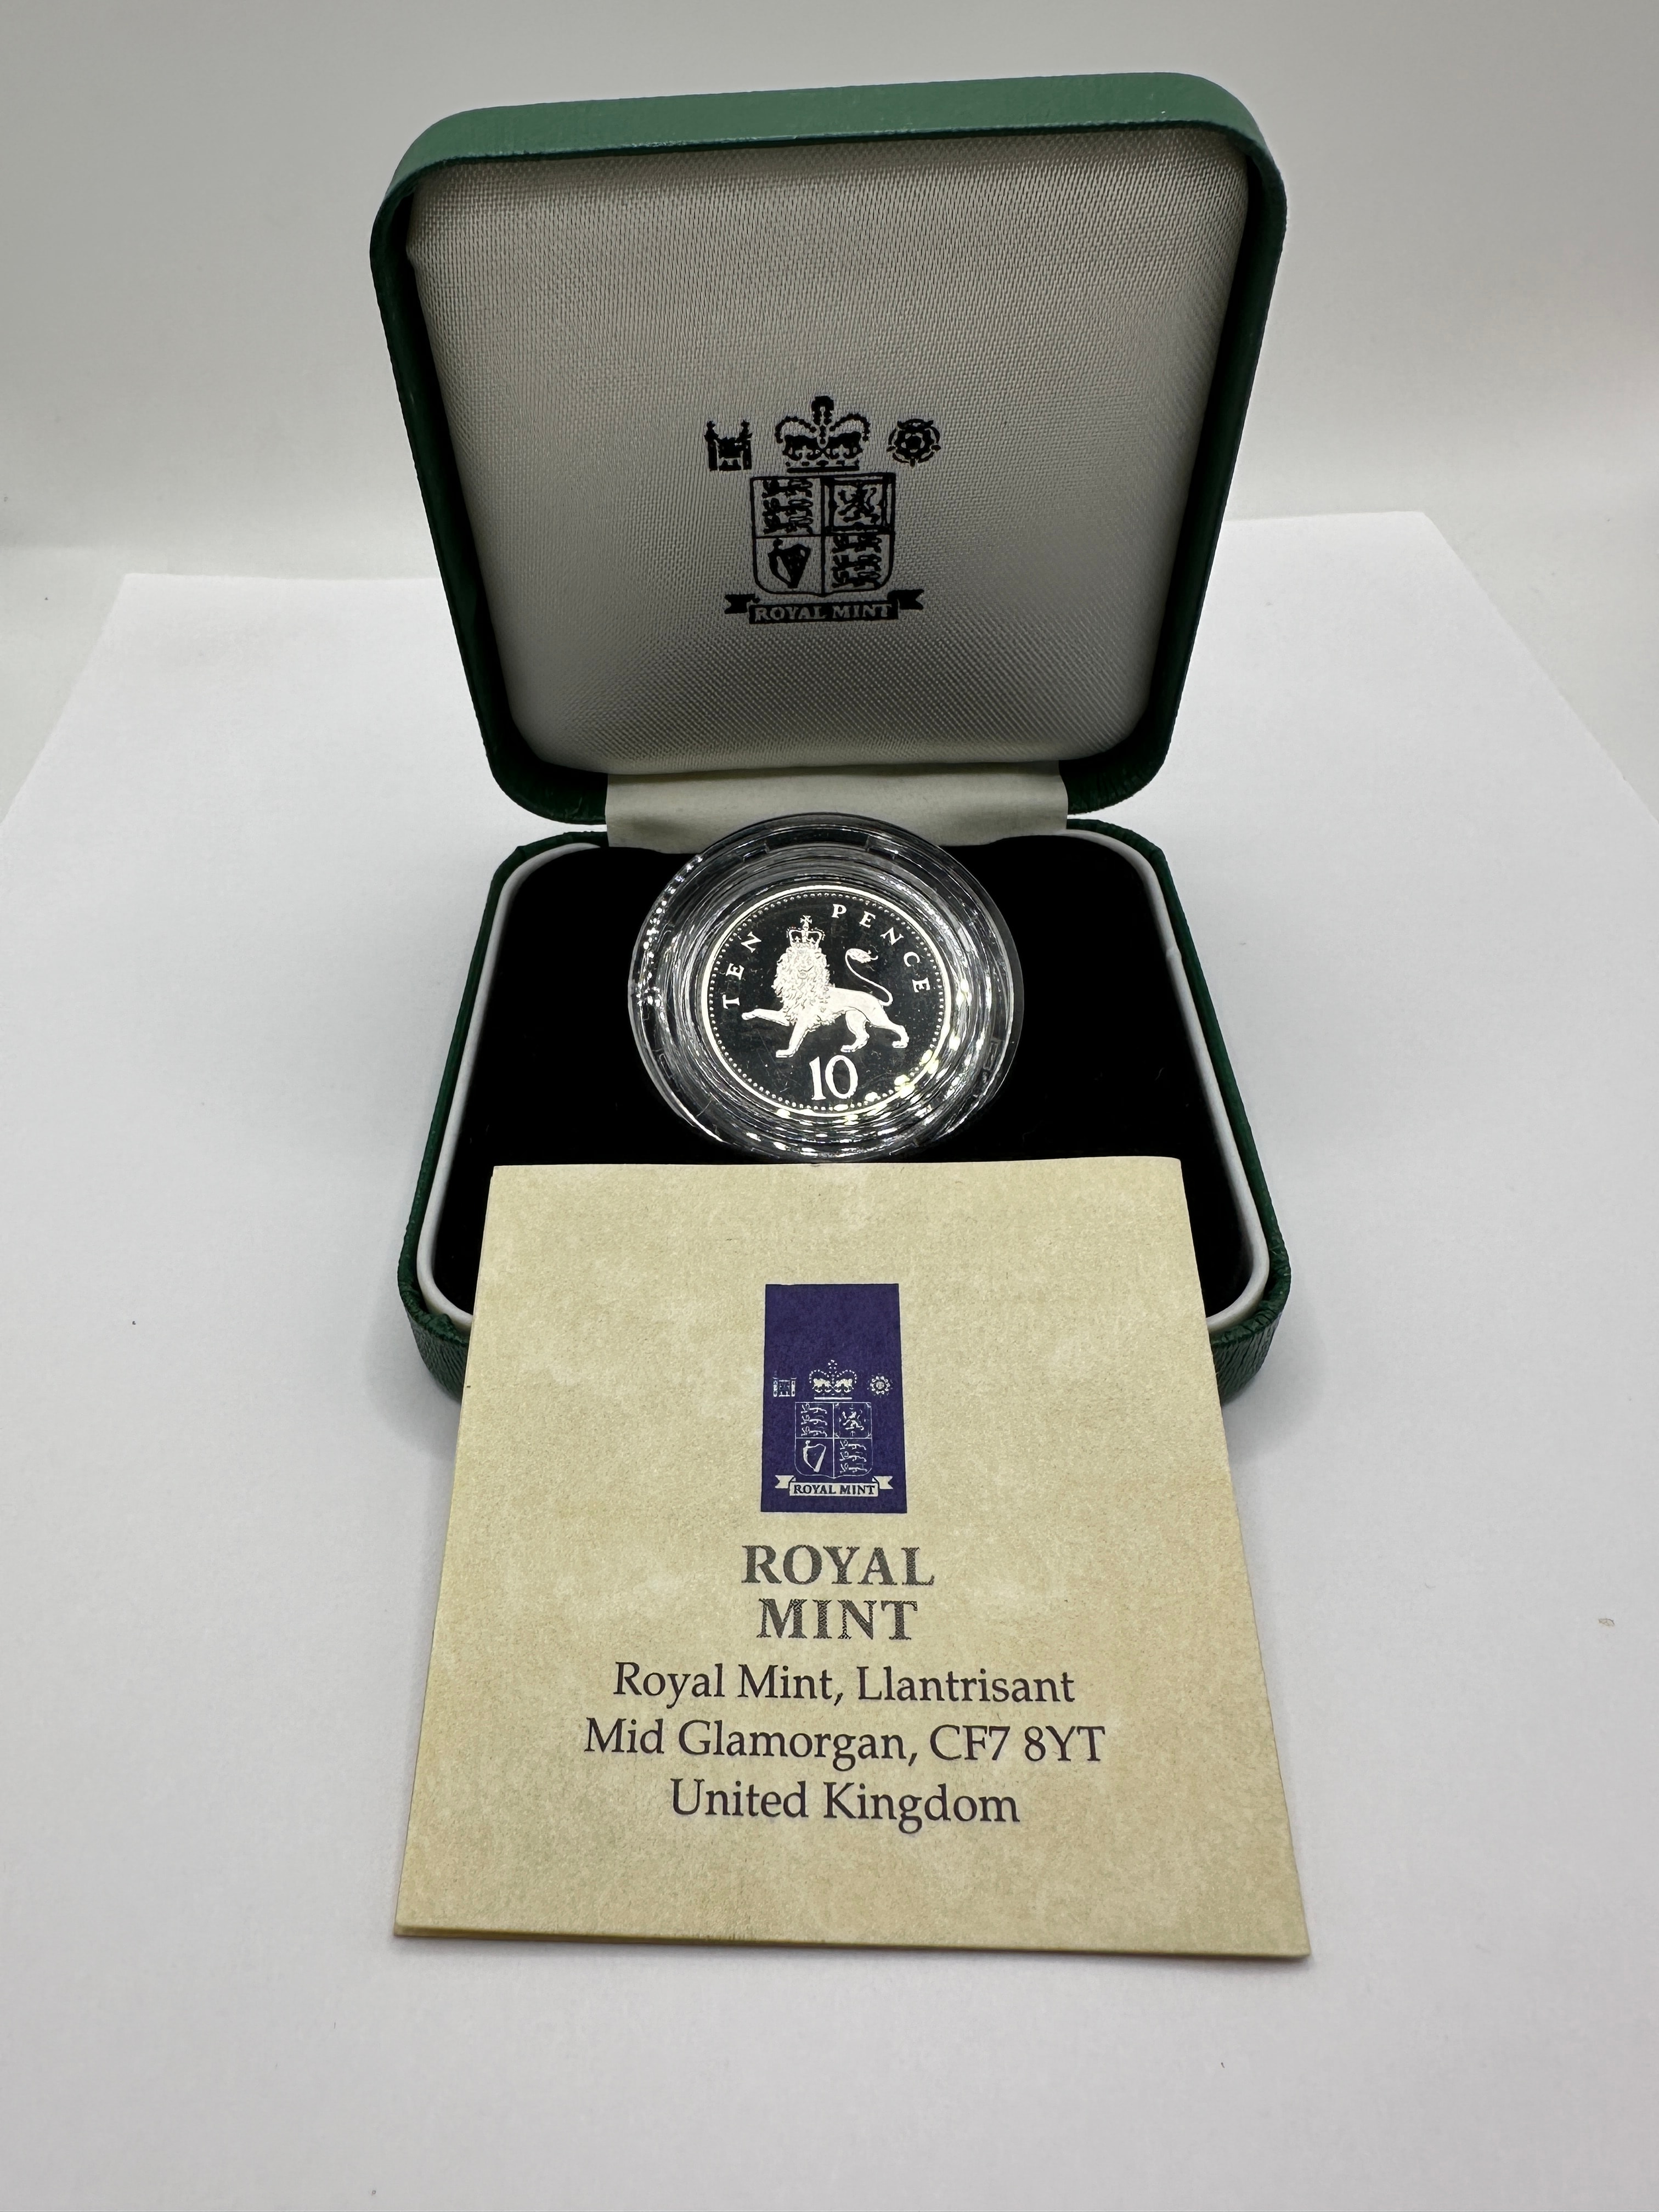 ROYAL MINT
TEN PENCE
10
ROYAL MINT
ROYAL
MINT
Royal Mint, Llantrisant
Mid Glamorgan, CF7 8YT
United Kingdom